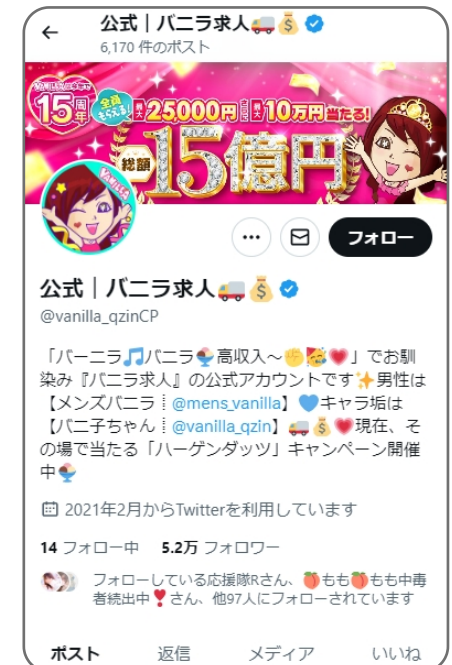 公式｜バニラ求人🚚💰
6,170 件のポスト
15周年
全員もらえる!
最大25,000円 さらに 最大10万円当たる!
総額15億円
VANILLA
フォロー
公式｜バニラ求人🚚💰
@vanilla_qzinCP
「バーニラ🎵バニラ🍨高収入〜✊🥳💗」でお馴
染み『バニラ求人』の公式アカウントです✨男性は
【メンズバニラ┊@mens_vanilla】💙キャラ垢は
【バニ子ちゃん┊@vanilla_qzin】🚚💰💗現在、そ
の場で当たる「ハーゲンダッツ」キャンペーン開催
中🍨
2021年2月からTwitterを利用しています
14 フォロー中 5.2万 フォロワー
フォローしている応援隊Rさん、🍑もも🍑もも中毒
者続出中❣️さん、他97人にフォローされています
ポスト 返信 メディア いいね